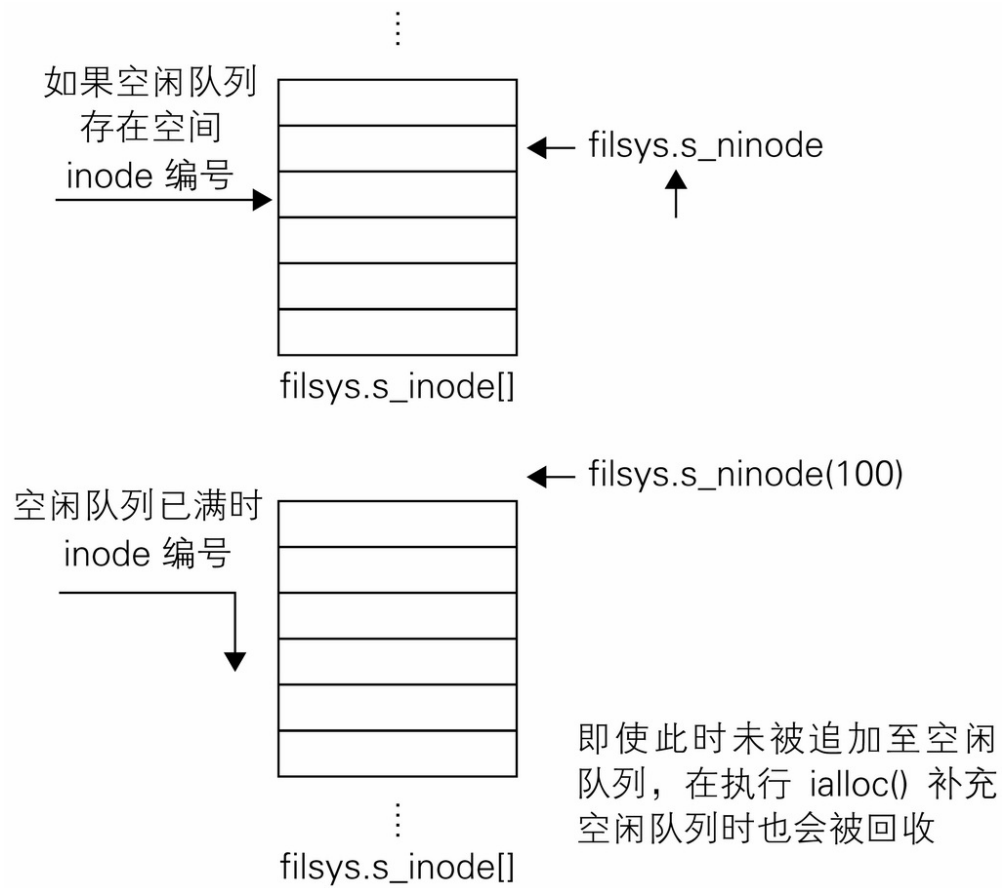 如果空闲队列
存在空间
inode 编号
filsys.s_ninode
filsys.s_inode[]
filsys.s_ninode(100)
空闲队列已满时
inode 编号
即使此时未被追加至空闲
队列，在执行 ialloc() 补充
空闲队列时也会被回收
filsys.s_inode[]